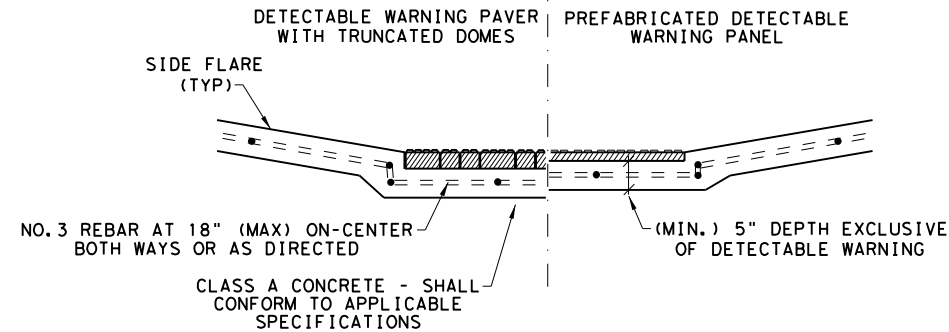 DETECTABLE WARNING PAVER
WITH TRUNCATED DOMES
PREFABRICATED DETECTABLE
WARNING PANEL
SIDE FLARE
(TYP)
NO.3 REBAR AT 18" (MAX) ON-CENTER
BOTH WAYS OR AS DIRECTED
(MIN.) 5" DEPTH EXCLUSIVE
OF DETECTABLE WARNING
CLASS A CONCRETE - SHALL
CONFORM TO APPLICABLE
SPECIFICATIONS